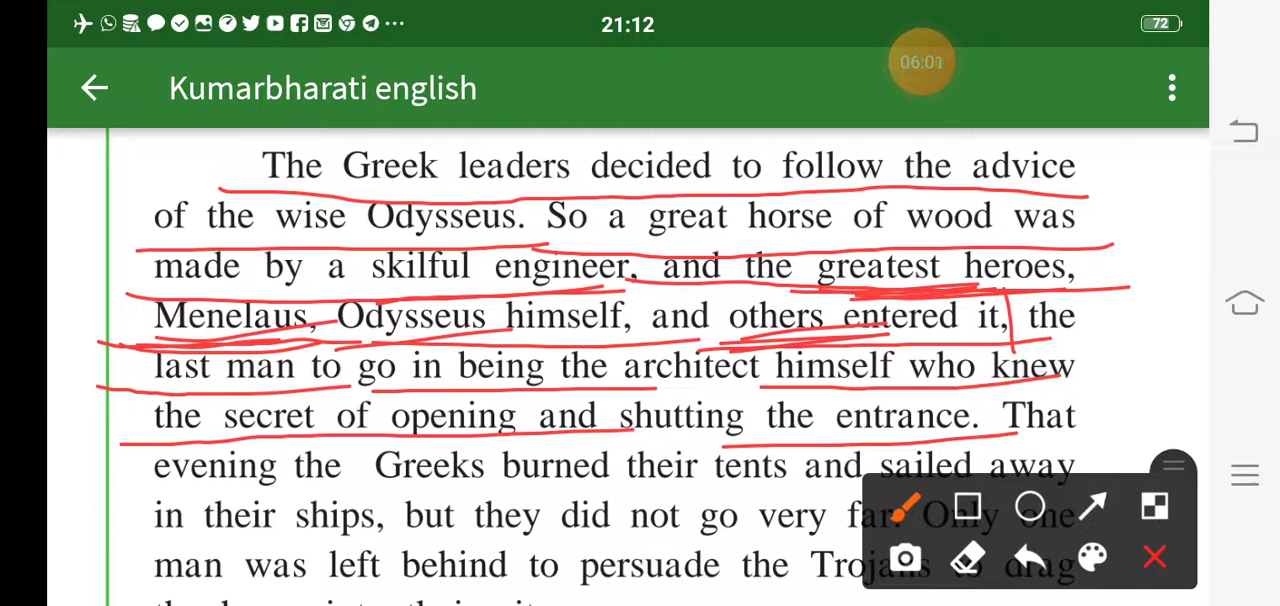 21:12
72
06:01
Kumarbharati english
The Greek leaders decided to follow the advice
of the wise Odysseus. So a great horse of wood was
made by a skilful engineer, and the greatest heroes,
Menelaus, Odysseus himself, and others entered it, the
last man to go in being the architect himself who knew
the secret of opening and shutting the entrance. That
evening the Greeks burned their tents and sailed away
in their ships, but they did not go very far. Only one
man was left behind to persuade the Trojans to drag